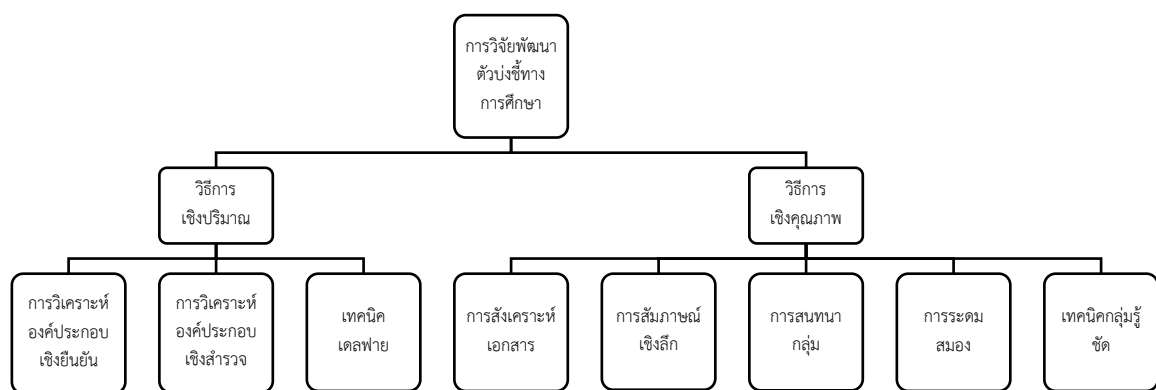 การวิจัยพัฒนา
ตัวบ่งชี้ทาง
การศึกษา
วิธีการ
เชิงปริมาณ
วิธีการ
เชิงคุณภาพ
การวิเคราะห์
องค์ประกอบ
เชิงยืนยัน
การวิเคราะห์
องค์ประกอบ
เชิงสำรวจ
เทคนิค
เดลฟาย
การสังเคราะห์
เอกสาร
การสัมภาษณ์
เชิงลึก
การสนทนา
กลุ่ม
การระดม
สมอง
เทคนิคกลุ่มรู้
ชัด